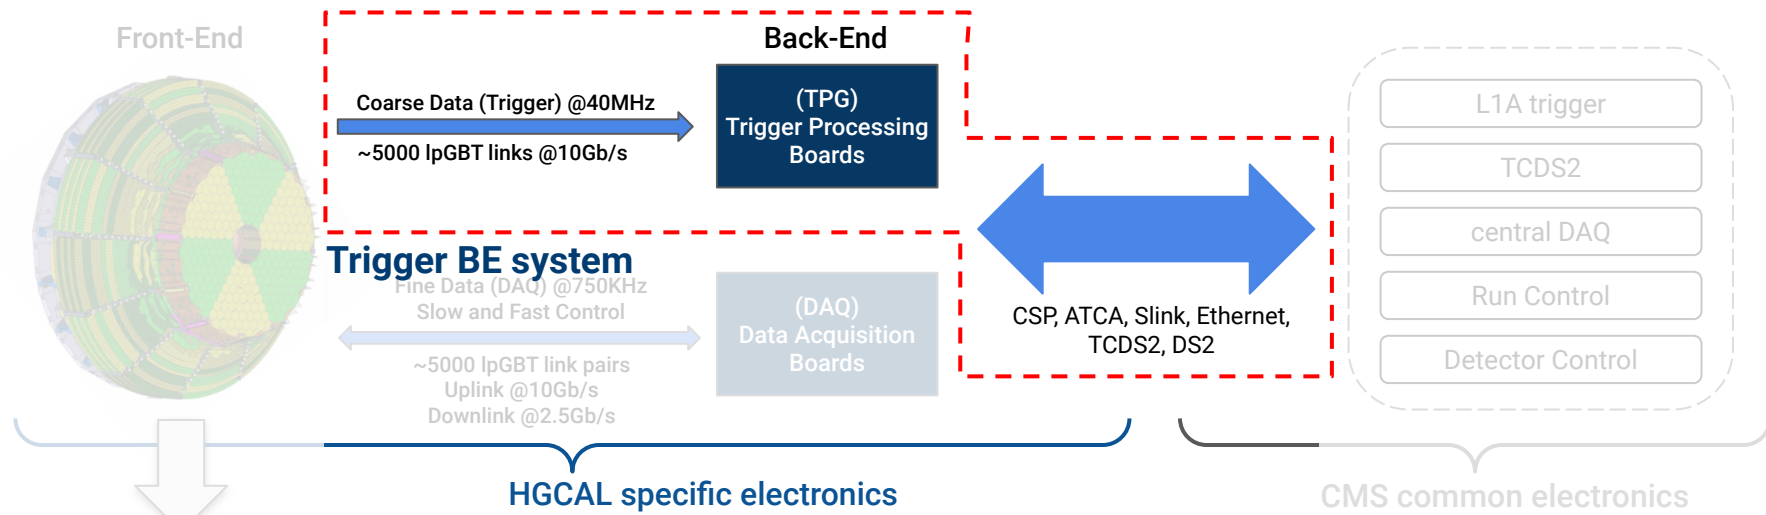 Front-End
Back-End
Coarse Data (Trigger) @40MHz
~5000 lpGBT links @10Gb/s
(TPG)
Trigger Processing
Boards
Trigger BE system
Fine Data (DAQ) @750KHz
Slow and Fast Control
~5000 lpGBT link pairs
Uplink @10Gb/s
Downlink @2.5Gb/s
(DAQ)
Data Acquisition
Boards
CSP, ATCA, Slink, Ethernet,
TCDS2, DS2
L1A trigger
TCDS2
central DAQ
Run Control
Detector Control
HGCAL specific electronics
CMS common electronics